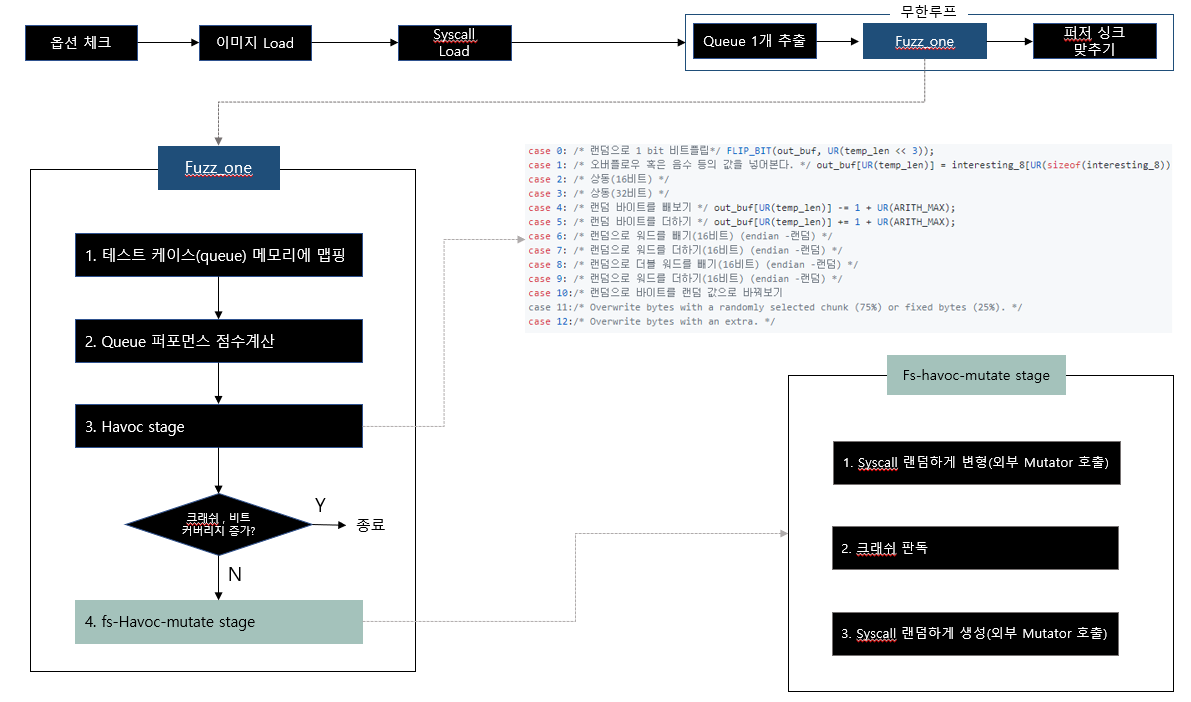 무한루프
옵션 체크
이미지 Load
Syscall
Load
Queue 1개 추출
Fuzz_one
퍼저 싱크
맞추기
Fuzz_one
1. 테스트 케이스(queue) 메모리에 맵핑
2. Queue 퍼포먼스 점수계산
3. Havoc stage
크래쉬 , 비트
커버리지 증가?
Y
종료
N
4. fs-Havoc-mutate stage
case 0: /* 랜덤으로 1 bit 비트플립*/ FLIP_BIT(out_buf, UR(temp_len << 3));
case 1: /* 오버플로우 혹은 음수 등의 값을 넣어본다. */ out_buf[UR(temp_len)] = interesting_8[UR(sizeof(interesting_8))
case 2: /* 상동(16비트) */
case 3: /* 상동(32비트) */
case 4: /* 랜덤 바이트를 빼보기 */ out_buf[UR(temp_len)] -= 1 + UR(ARITH_MAX);
case 5: /* 랜덤 바이트를 더하기 */ out_buf[UR(temp_len)] += 1 + UR(ARITH_MAX);
case 6: /* 랜덤으로 워드를 빼기(16비트) (endian -랜덤) */
case 7: /* 랜덤으로 워드를 더하기(16비트) (endian -랜덤) */
case 8: /* 랜덤으로 더블 워드를 빼기(16비트) (endian -랜덤) */
case 9: /* 랜덤으로 워드를 더하기(16비트) (endian -랜덤) */
case 10:/* 랜덤으로 바이트를 랜덤 값으로 바꿔보기
case 11:/* Overwrite bytes with a randomly selected chunk (75%) or fixed bytes (25%). */
case 12:/* Overwrite bytes with an extra. */
Fs-havoc-mutate stage
1. Syscall 랜덤하게 변형(외부 Mutator 호출)
2. 크래쉬 판독
3. Syscall 랜덤하게 생성(외부 Mutator 호출)